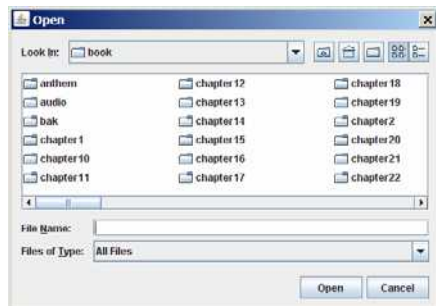 Open
Look In: book
anthem chapter12 chapter18
audio chapter13 chapter19
bak chapter14 chapter2
chapter1 chapter15 chapter20
chapter10 chapter16 chapter21
chapter11 chapter17 chapter22
File Name:
Files of Type: All Files
Open Cancel